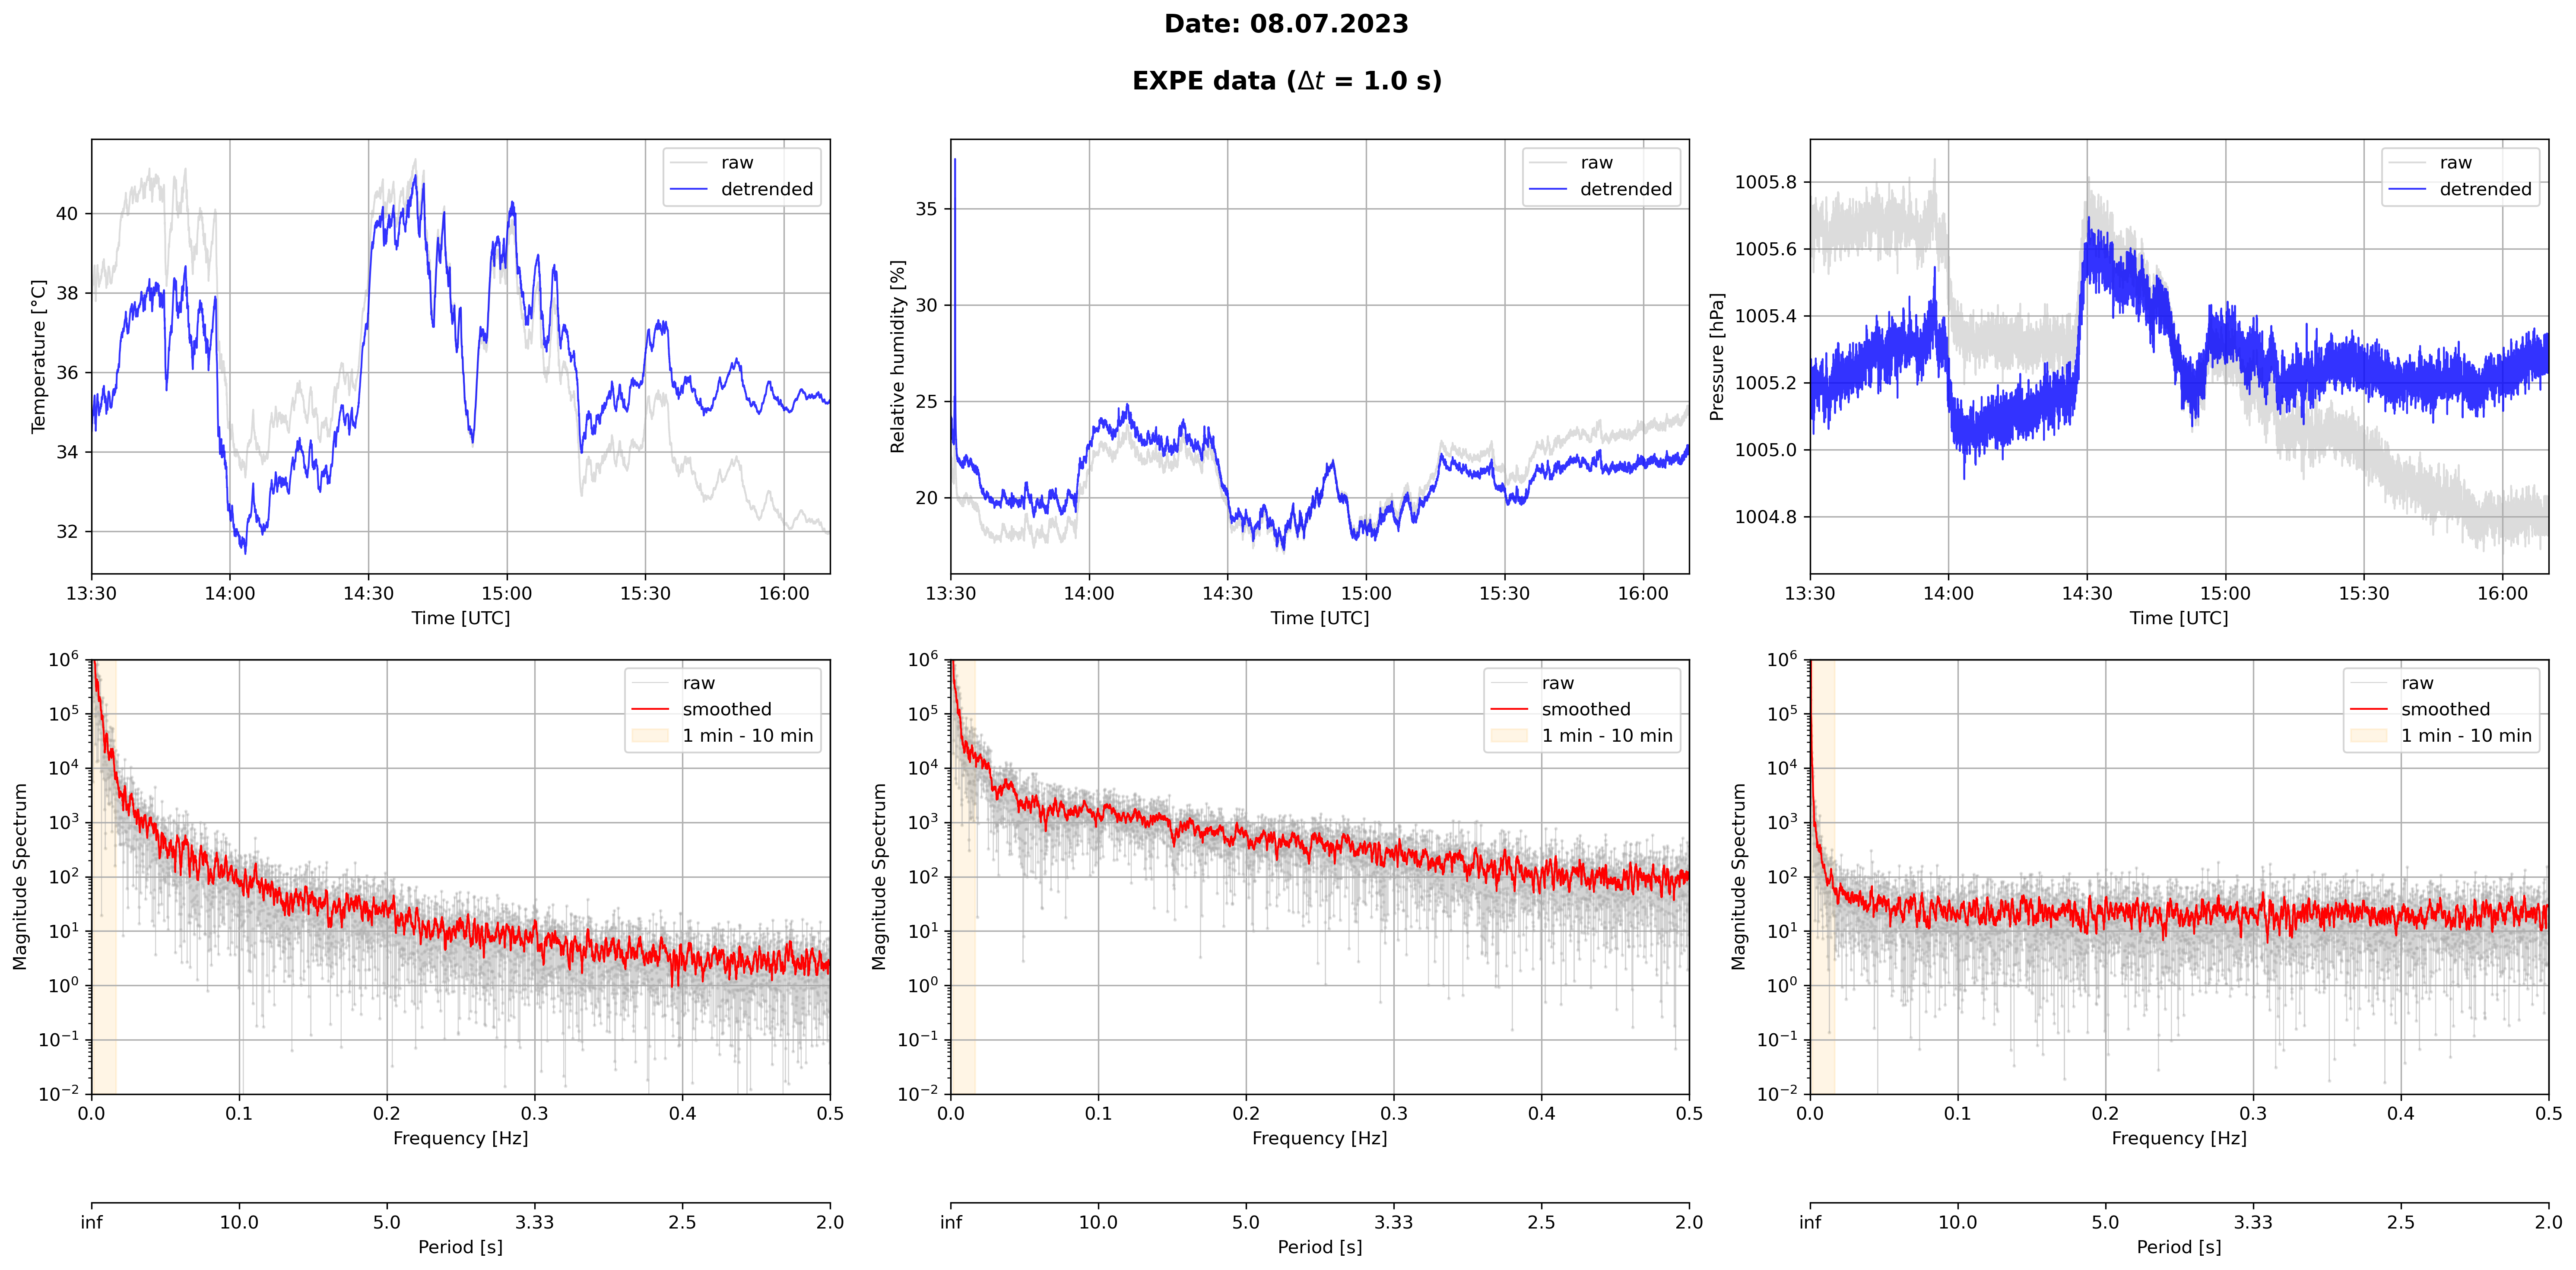 Date: 08.07.2023
EXPE data (Δt = 1.0 s)
Temperature [°C]
40
38
36
34
32
raw
detrended
13:30 14:00 14:30 15:00 15:30 16:00
Time [UTC]
Relative humidity [%]
35
30
25
20
raw
detrended
13:30 14:00 14:30 15:00 15:30 16:00
Time [UTC]
Pressure [hPa]
1005.8
1005.6
1005.4
1005.2
1005.0
1004.8
raw
detrended
13:30 14:00 14:30 15:00 15:30 16:00
Time [UTC]
Magnitude Spectrum
10⁶
10⁵
10⁴
10³
10²
10¹
10⁰
10⁻¹
10⁻²
raw
smoothed
1 min - 10 min
0.0 0.1 0.2 0.3 0.4 0.5
Frequency [Hz]
inf 10.0 5.0 3.33 2.5 2.0
Period [s]
Magnitude Spectrum
10⁶
10⁵
10⁴
10³
10²
10¹
10⁰
10⁻¹
10⁻²
raw
smoothed
1 min - 10 min
0.0 0.1 0.2 0.3 0.4 0.5
Frequency [Hz]
inf 10.0 5.0 3.33 2.5 2.0
Period [s]
Magnitude Spectrum
10⁶
10⁵
10⁴
10³
10²
10¹
10⁰
10⁻¹
10⁻²
raw
smoothed
1 min - 10 min
0.0 0.1 0.2 0.3 0.4 0.5
Frequency [Hz]
inf 10.0 5.0 3.33 2.5 2.0
Period [s]